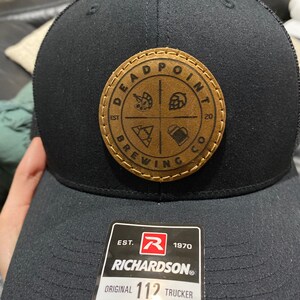 DEADPOINT
EST 20
BREWING CO
EST. R 1970
RICHARDSON®
ORIGINAL 112 TRUCKER